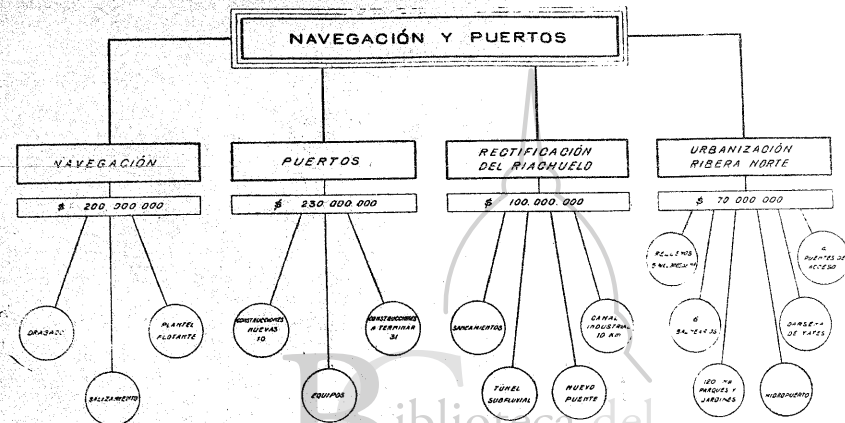 NAVEGACIÓN Y PUERTOS
NAVEGACIÓN
$ 200.000.000
DRAGADO
BALIZAMIENTO
PLANTEL
FLOTANTE
PUERTOS
$ 230.000.000
CONSTRUCCIONES
NUEVAS
10
EQUIPOS
CONSTRUCCIONES
A TERMINAR
31
RECTIFICACIÓN
DEL RIACHUELO
$ 100.000.000
SANEAMIENTOS
TÚNEL
SUBFLUVIAL
NUEVO
PUENTE
CANAL
INDUSTRIAL
10 Km
URBANIZACIÓN
RIBERA NORTE
$ 70 000 000
RELLENOS
6
BALNEARIOS
120 Ha
PARQUES Y
JARDINES
HIDROPUERTO
DARSENA
DE YATES
PUENTES DE
ACCESO
Biblioteca del